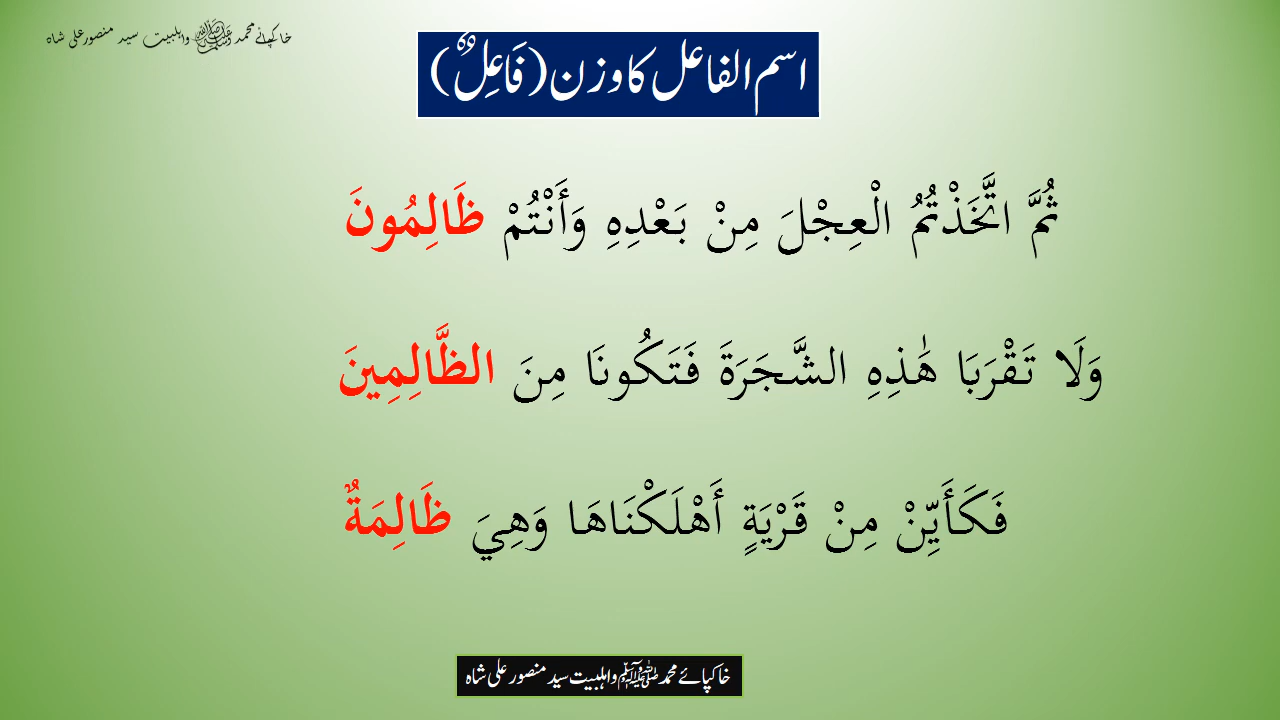 خاکپائے محمد ﷺ واہلبیت سید منصور علی شاہ
اسم الفاعل کا وزن (فَاعِلٌ)
ثُمَّ اتَّخَذْتُمُ الْعِجْلَ مِنْ بَعْدِهِ وَأَنْتُمْ ظَالِمُونَ
وَلَا تَقْرَبَا هَٰذِهِ الشَّجَرَةَ فَتَكُونَا مِنَ الظَّالِمِينَ
فَكَأَيِّنْ مِنْ قَرْيَةٍ أَهْلَكْنَاهَا وَهِيَ ظَالِمَةٌ
خاکپائے محمد ﷺ واہلبیت سید منصور علی شاہ